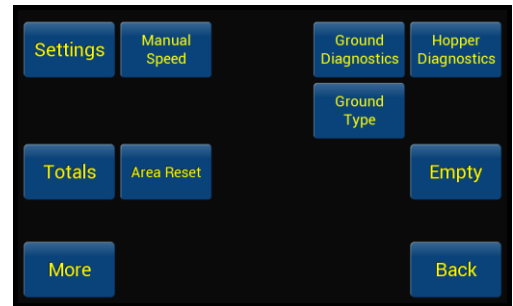 Settings
Manual
Speed
Ground
Diagnostics
Hopper
Diagnostics
Ground
Type
Totals
Area Reset
Empty
More
Back